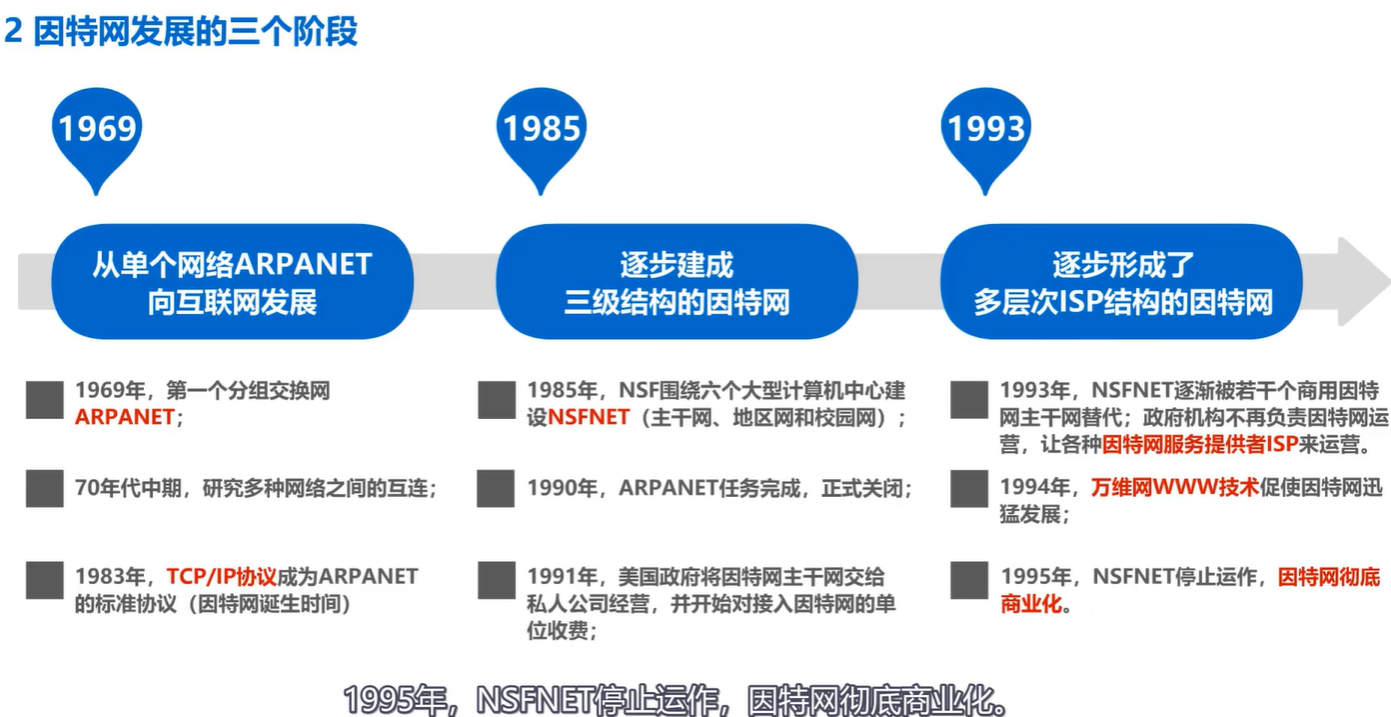 2 因特网发展的三个阶段
1969
1985
1993
从单个网络ARPANET
向互联网发展
逐步建成
三级结构的因特网
逐步形成了
多层次ISP结构的因特网
1969年，第一个分组交换网
ARPANET；
70年代中期，研究多种网络之间的互连；
1983年，TCP/IP协议成为ARPANET
的标准协议（因特网诞生时间）
1985年，NSF围绕六个大型计算机中心建
设NSFNET（主干网、地区网和校园网）；
1990年，ARPANET任务完成，正式关闭；
1991年，美国政府将因特网主干网交给
私人公司经营，并开始对接入因特网的单
位收费；
1993年，NSFNET逐渐被若干个商用因特
网主干网替代；政府机构不再负责因特网运
营，让各种因特网服务提供者ISP来运营。
1994年，万维网WWW技术促使因特网迅
猛发展；
1995年，NSFNET停止运作，因特网彻底
商业化。
1995年，NSFNET停止运作，因特网彻底商业化。